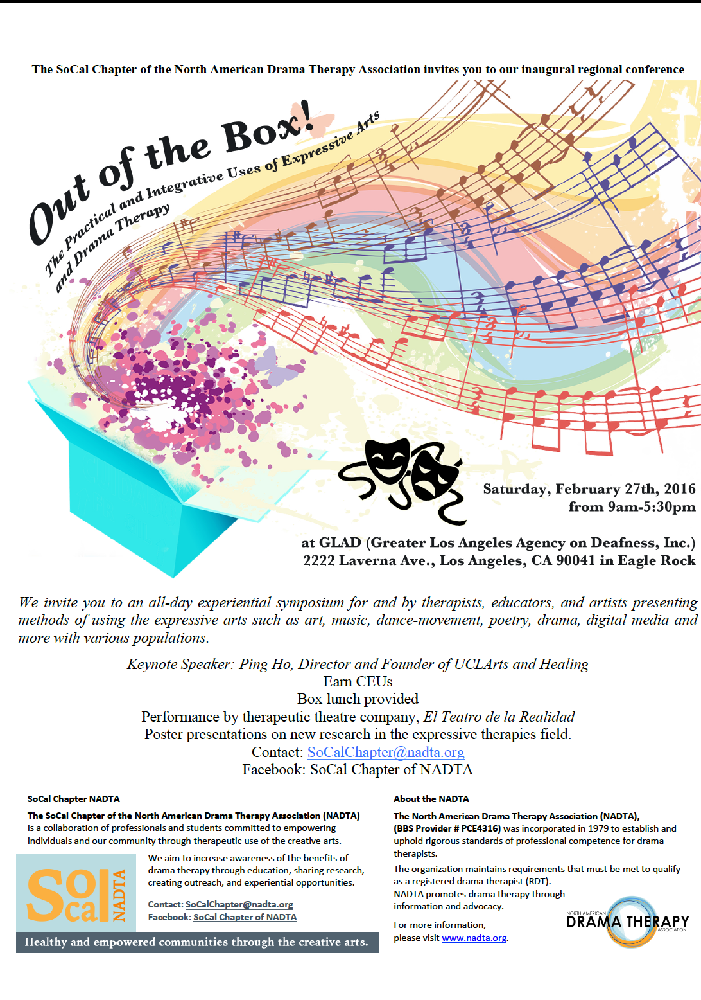 The SoCal Chapter of the North American Drama Therapy Association invites you to our inaugural regional conference
Out of the Box!
The Practical and Integrative Uses of Expressive Arts
and Drama Therapy
Saturday, February 27th, 2016
from 9am-5:30pm
at GLAD (Greater Los Angeles Agency on Deafness, Inc.)
2222 Laverna Ave., Los Angeles, CA 90041 in Eagle Rock
We invite you to an all-day experiential symposium for and by therapists, educators, and artists presenting
methods of using the expressive arts such as art, music, dance-movement, poetry, drama, digital media and
more with various populations.
Keynote Speaker: Ping Ho, Director and Founder of UCLArts and Healing
Earn CEUs
Box lunch provided
Performance by therapeutic theatre company, El Teatro de la Realidad
Poster presentations on new research in the expressive therapies field.
Contact: SoCalChapter@nadta.org
Facebook: SoCal Chapter of NADTA
SoCal Chapter NADTA
The SoCal Chapter of the North American Drama Therapy Association (NADTA)
is a collaboration of professionals and students committed to empowering
individuals and our community through therapeutic use of the creative arts.
SoCal NADTA
We aim to increase awareness of the benefits of
drama therapy through education, sharing research,
creating outreach, and experiential opportunities.
Contact: SoCalChapter@nadta.org
Facebook: SoCal Chapter of NADTA
Healthy and empowered communities through the creative arts.
About the NADTA
The North American Drama Therapy Association (NADTA),
(BBS Provider # PCE4316) was incorporated in 1979 to establish and
uphold rigorous standards of professional competence for drama
therapists.
The organization maintains requirements that must be met to qualify
as a registered drama therapist (RDT).
NADTA promotes drama therapy through
information and advocacy.
For more information,
please visit www.nadta.org.
NORTH AMERICAN
DRAMA THERAPY
ASSOCIATION